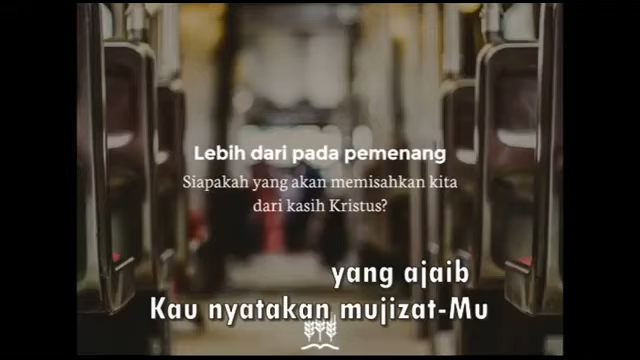 Lebih dari pada pemenang
Siapakah yang akan memisahkan kita
dari kasih Kristus?
yang ajaib
Kau nyatakan mujizat-Mu